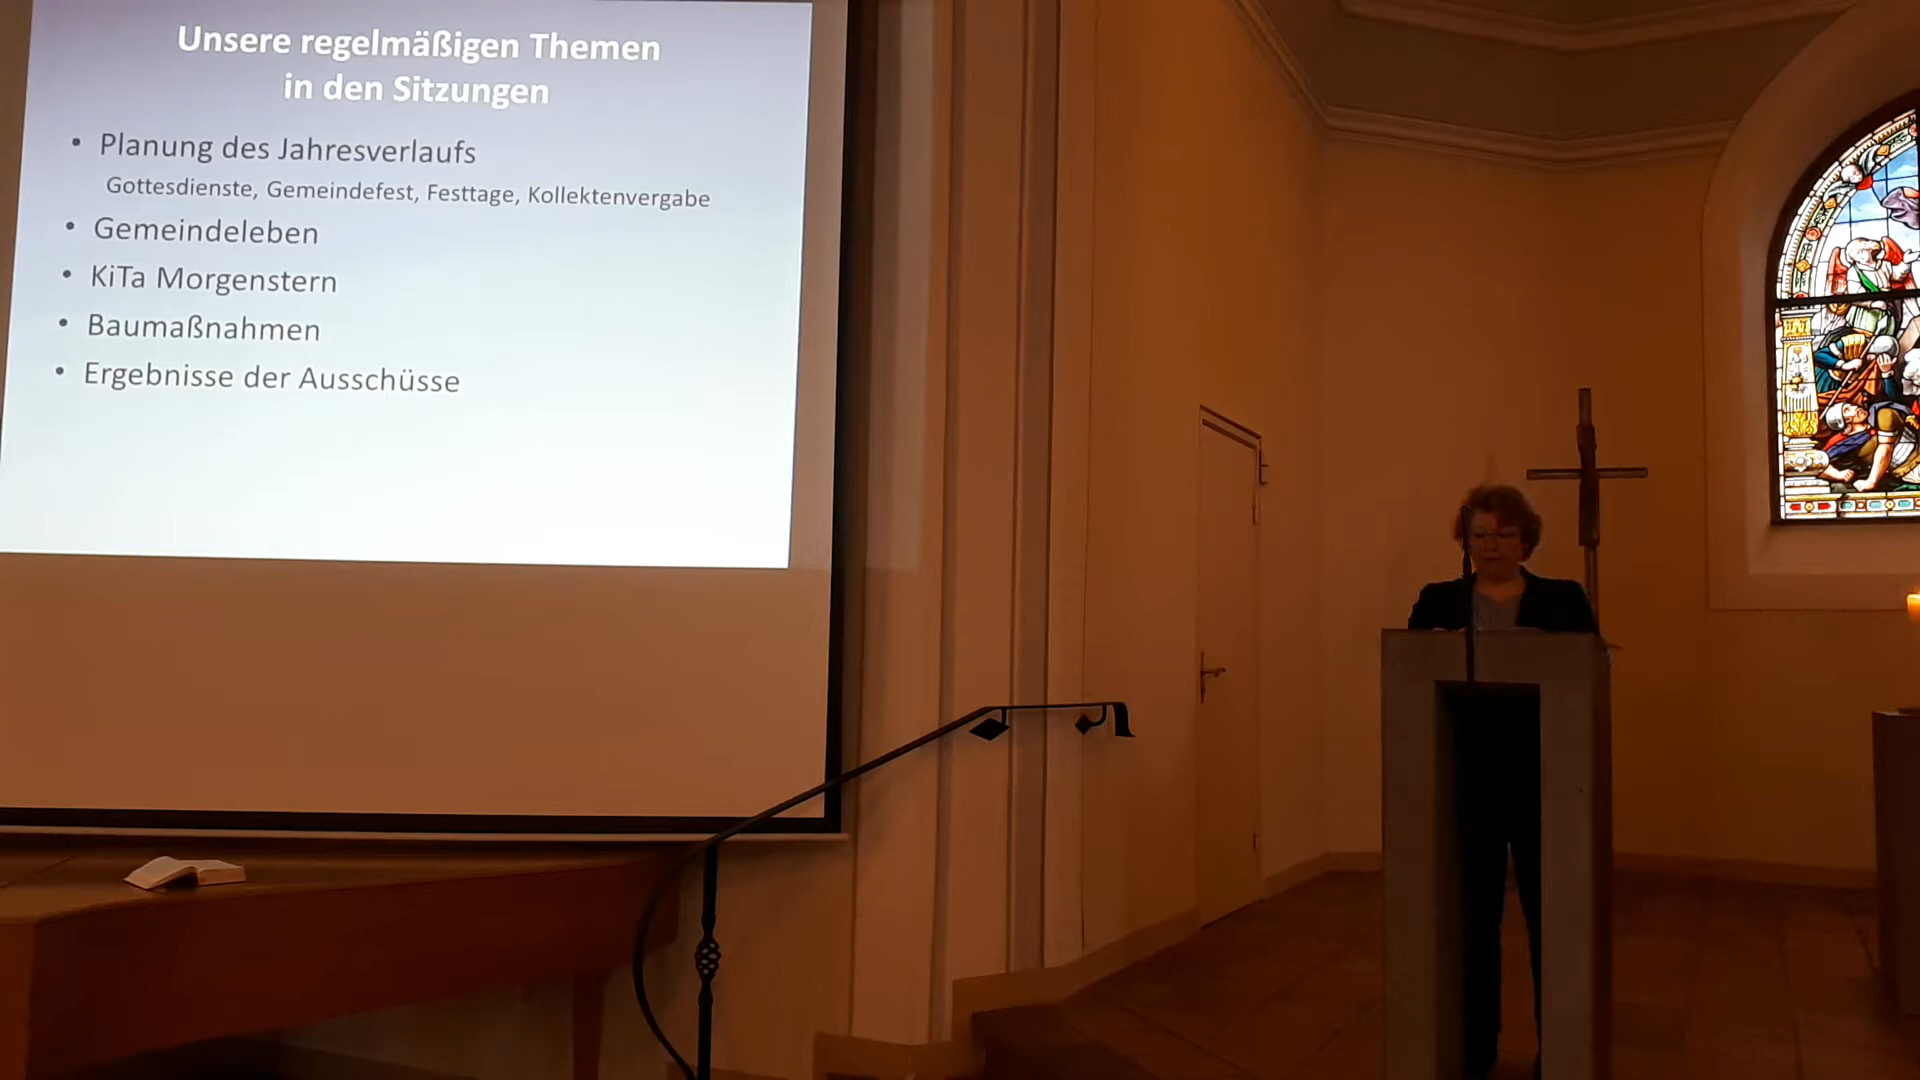 Unsere regelmäßigen Themen
in den Sitzungen
• Planung des Jahresverlaufs
Gottesdienste, Gemeindefest, Festtage, Kollektenvergabe
• Gemeindeleben
• KiTa Morgenstern
• Baumaßnahmen
• Ergebnisse der Ausschüsse